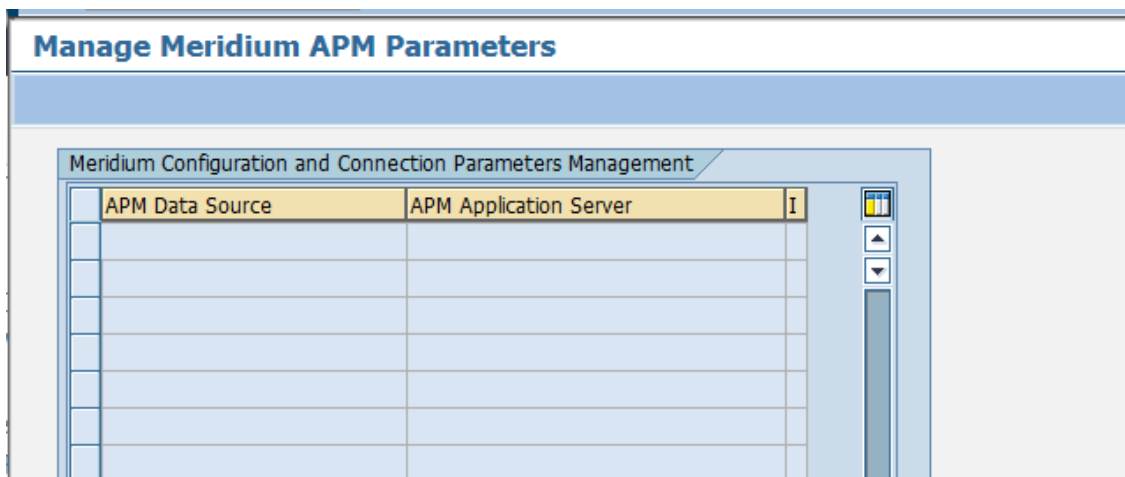 Manage Meridium APM Parameters
Meridium Configuration and Connection Parameters Management
APM Data Source APM Application Server I